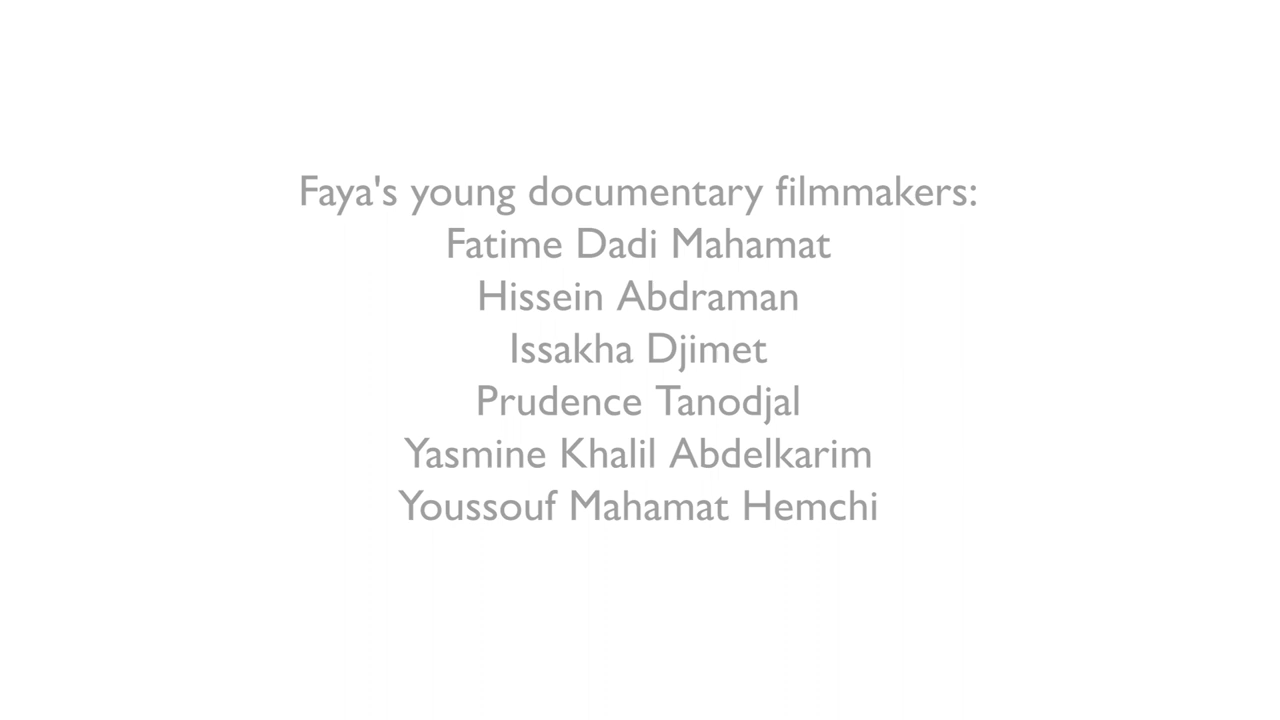 Faya's young documentary filmmakers:
Fatime Dadi Mahamat
Hissein Abdraman
Issakha Djimet
Prudence Tanodjal
Yasmine Khalil Abdelkarim
Youssouf Mahamat Hemchi